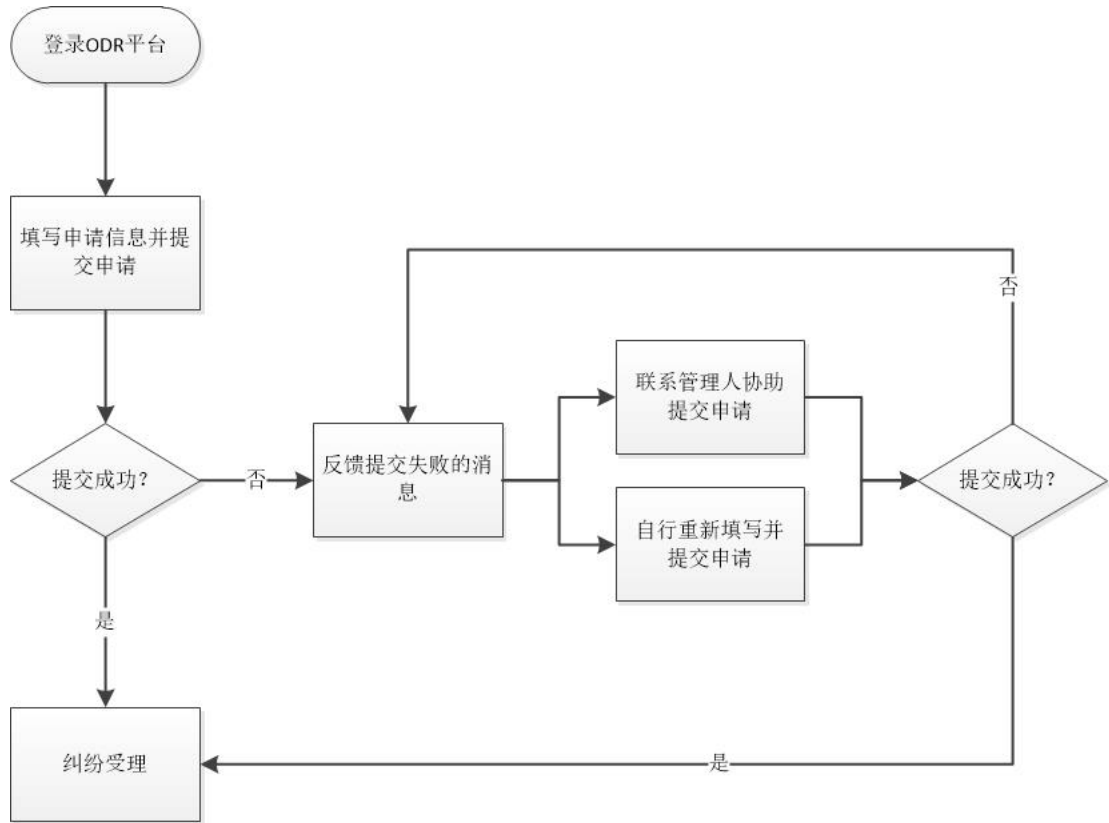 登录ODR平台
填写申请信息并提
交申请
否
联系管理人协助
提交申请
提交成功?
否
反馈提交失败的消
息
提交成功?
自行重新填写并
提交申请
是
纠纷受理
是